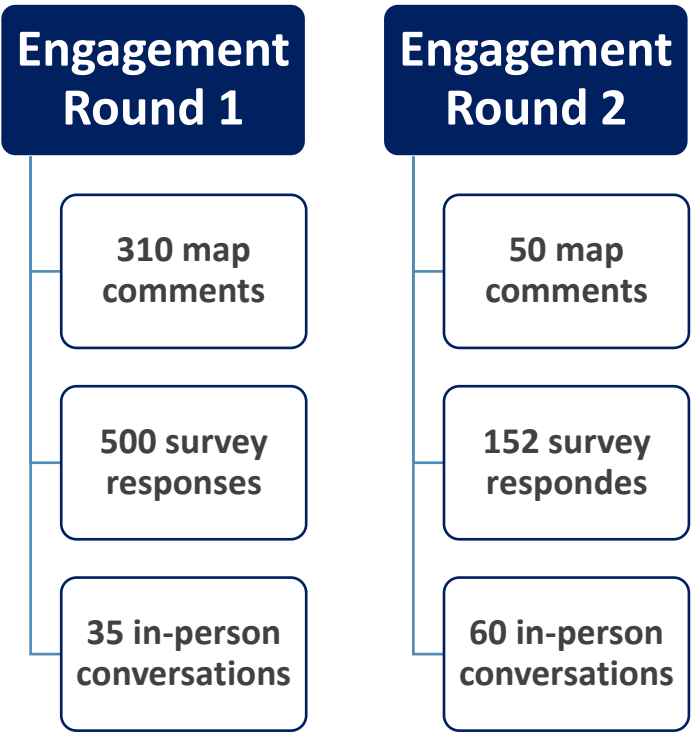 Engagement
Round 1
310 map
comments
500 survey
responses
35 in-person
conversations
Engagement
Round 2
50 map
comments
152 survey
respondes
60 in-person
conversations